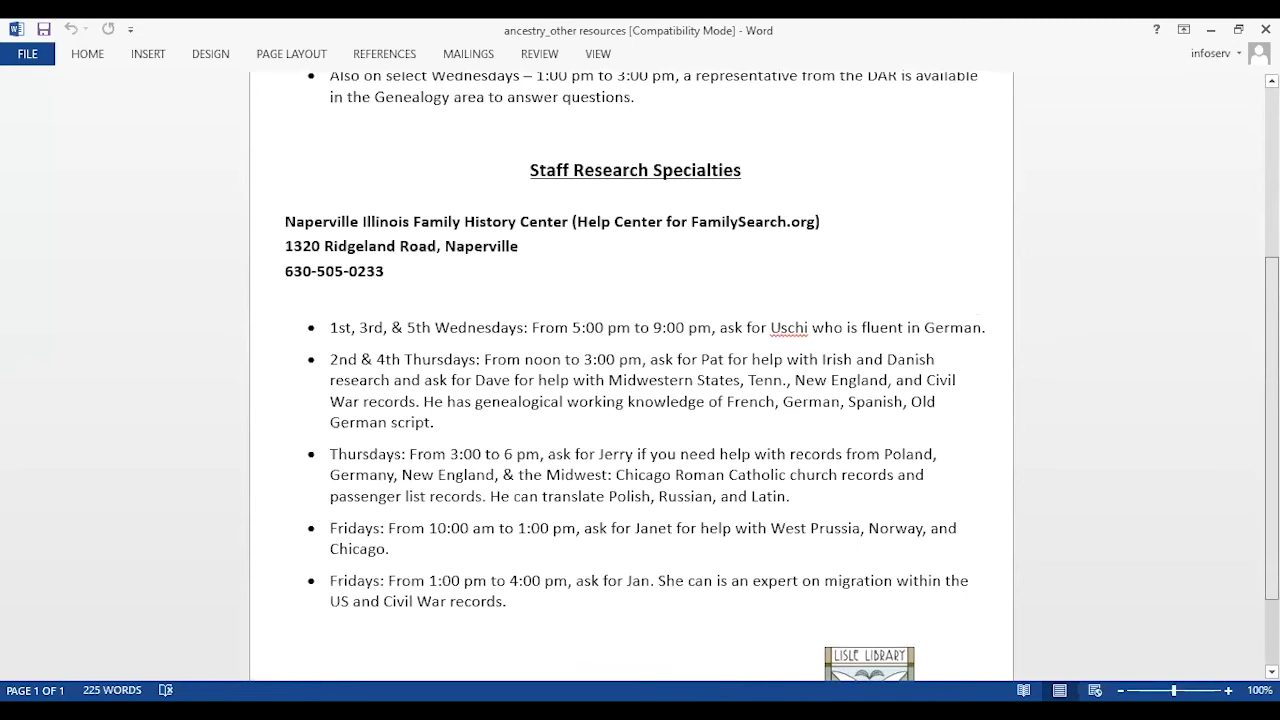 ancestry_other resources [Compatibility Mode] - Word
?
FILE HOME INSERT DESIGN PAGE LAYOUT REFERENCES MAILINGS REVIEW VIEW
infoserv
• Also on select Wednesdays – 1:00 pm to 3:00 pm, a representative from the DAR is available
in the Genealogy area to answer questions.
Staff Research Specialties
Naperville Illinois Family History Center (Help Center for FamilySearch.org)
1320 Ridgeland Road, Naperville
630-505-0233
• 1st, 3rd, & 5th Wednesdays: From 5:00 pm to 9:00 pm, ask for Uschi who is fluent in German.
• 2nd & 4th Thursdays: From noon to 3:00 pm, ask for Pat for help with Irish and Danish
research and ask for Dave for help with Midwestern States, Tenn., New England, and Civil
War records. He has genealogical working knowledge of French, German, Spanish, Old
German script.
• Thursdays: From 3:00 to 6 pm, ask for Jerry if you need help with records from Poland,
Germany, New England, & the Midwest: Chicago Roman Catholic church records and
passenger list records. He can translate Polish, Russian, and Latin.
• Fridays: From 10:00 am to 1:00 pm, ask for Janet for help with West Prussia, Norway, and
Chicago.
• Fridays: From 1:00 pm to 4:00 pm, ask for Jan. She can is an expert on migration within the
US and Civil War records.
LISLE LIBRARY
PAGE 1 OF 1 225 WORDS 100%